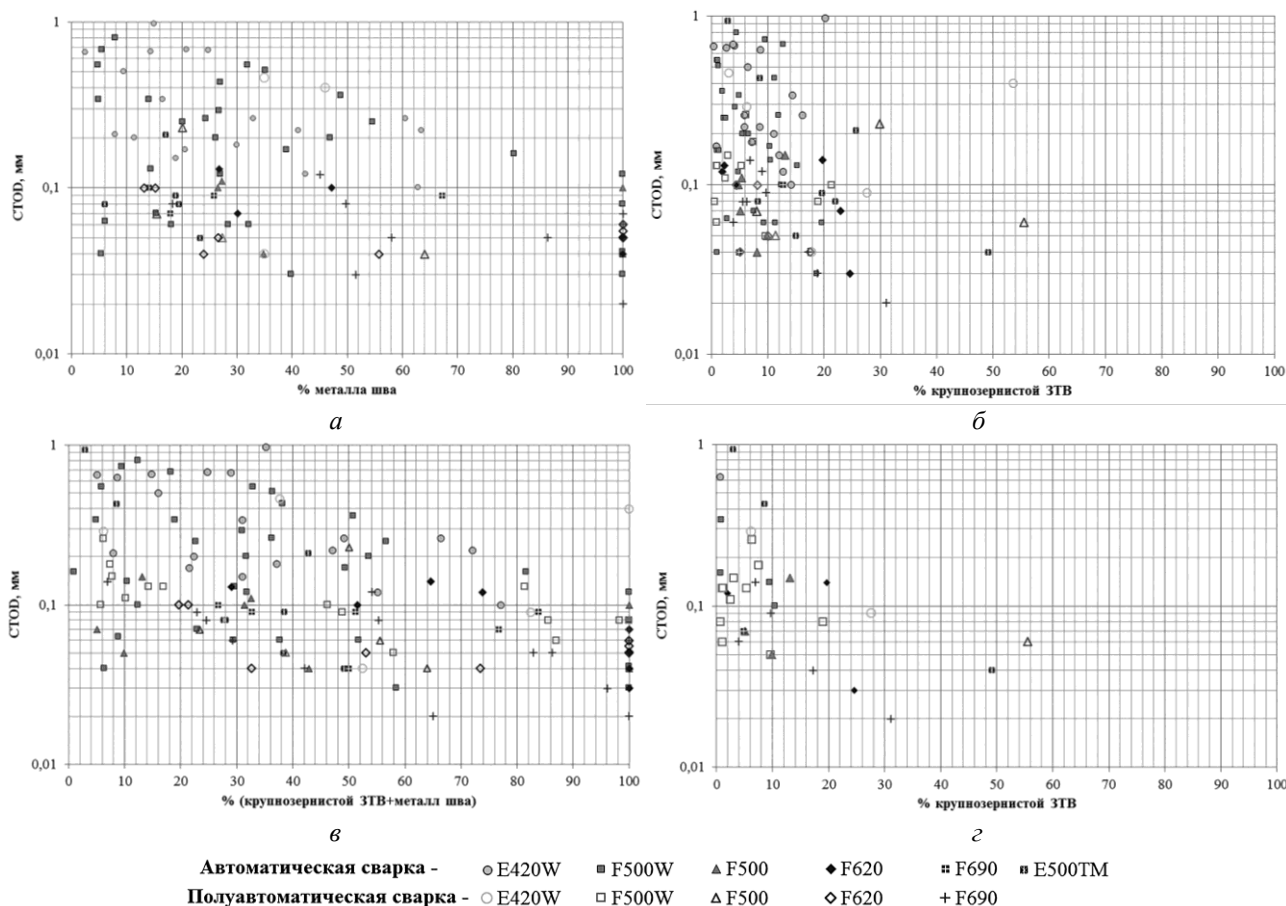 1
1
0,1
0,1
CTOD, мм
CTOD, мм
0,01
0,01
0 10 20 30 40 50 60 70 80 90 100
0 10 20 30 40 50 60 70 80 90 100
% металла шва
% крупнозернистой ЗТВ
а
б
1
1
0,1
0,1
CTOD, мм
CTOD, мм
0,01
0,01
0 10 20 30 40 50 60 70 80 90 100
0 10 20 30 40 50 60 70 80 90 100
% (крупнозернистой ЗТВ+металл шва)
% крупнозернистой ЗТВ
в
г
Автоматическая сварка - E420W F500W F500 F620 F690 E500TM
Полуавтоматическая сварка - E420W F500W F500 F620 F690